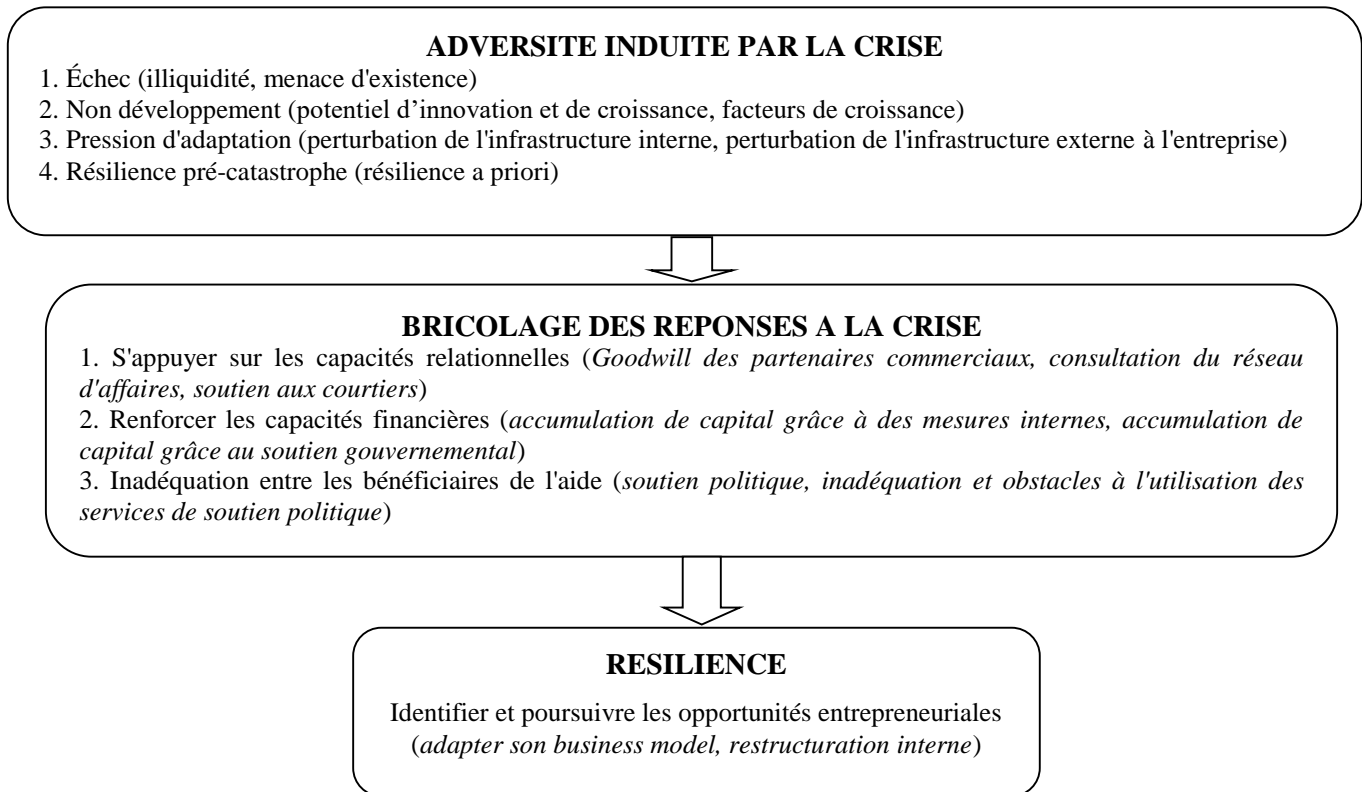 ADVERSITE INDUITE PAR LA CRISE
1. Échec (illiquidité, menace d'existence)
2. Non développement (potentiel d’innovation et de croissance, facteurs de croissance)
3. Pression d'adaptation (perturbation de l'infrastructure interne, perturbation de l'infrastructure externe à l'entreprise)
4. Résilience pré-catastrophe (résilience a priori)
BRICOLAGE DES REPONSES A LA CRISE
1. S'appuyer sur les capacités relationnelles (Goodwill des partenaires commerciaux, consultation du réseau
d'affaires, soutien aux courtiers)
2. Renforcer les capacités financières (accumulation de capital grâce à des mesures internes, accumulation de
capital grâce au soutien gouvernemental)
3. Inadéquation entre les bénéficiaires de l'aide (soutien politique, inadéquation et obstacles à l'utilisation des
services de soutien politique)
RESILIENCE
Identifier et poursuivre les opportunités entrepreneuriales
(adapter son business model, restructuration interne)